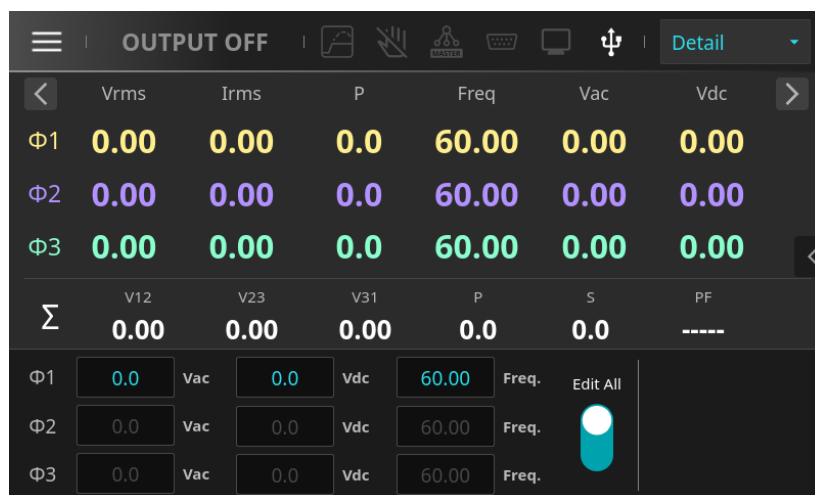 OUTPUT OFF MASTER Detail
Vrms Irms P Freq Vac Vdc
Φ1 0.00 0.00 0.0 60.00 0.00 0.00
Φ2 0.00 0.00 0.0 60.00 0.00 0.00
Φ3 0.00 0.00 0.0 60.00 0.00 0.00
V12 V23 V31 P S PF
Σ 0.00 0.00 0.00 0.0 0.0 -----
Φ1 0.0 Vac 0.0 Vdc 60.00 Freq. Edit All
Φ2 0.0 Vac 0.0 Vdc 60.00 Freq.
Φ3 0.0 Vac 0.0 Vdc 60.00 Freq.